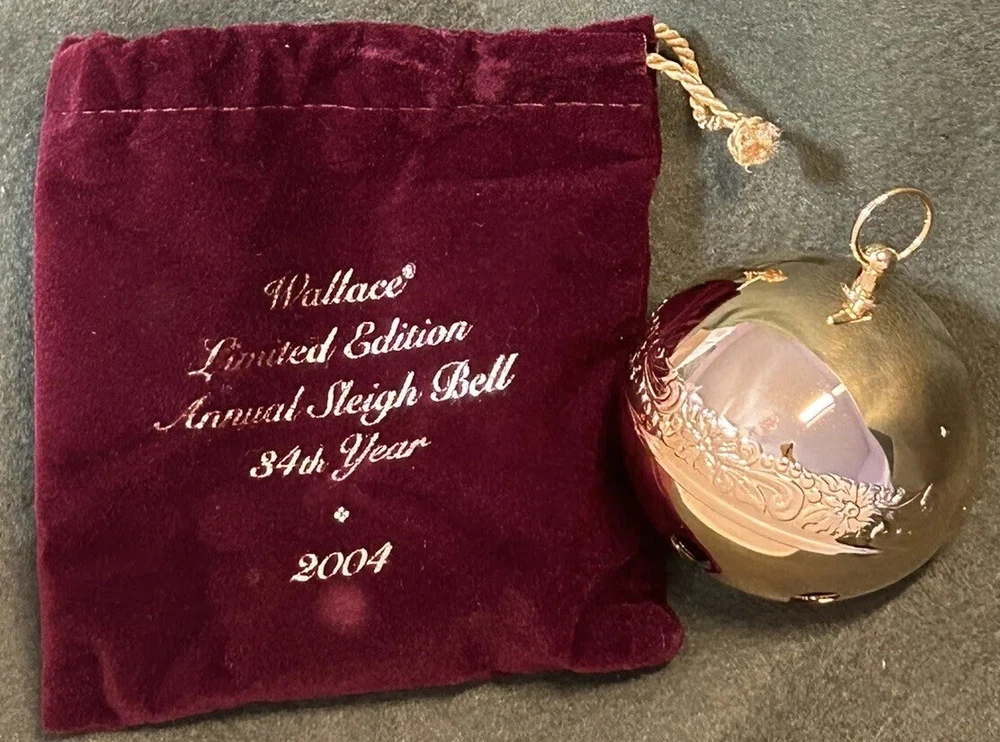 Wallace®
Limited Edition
Annual Sleigh Bell
34th Year
2004